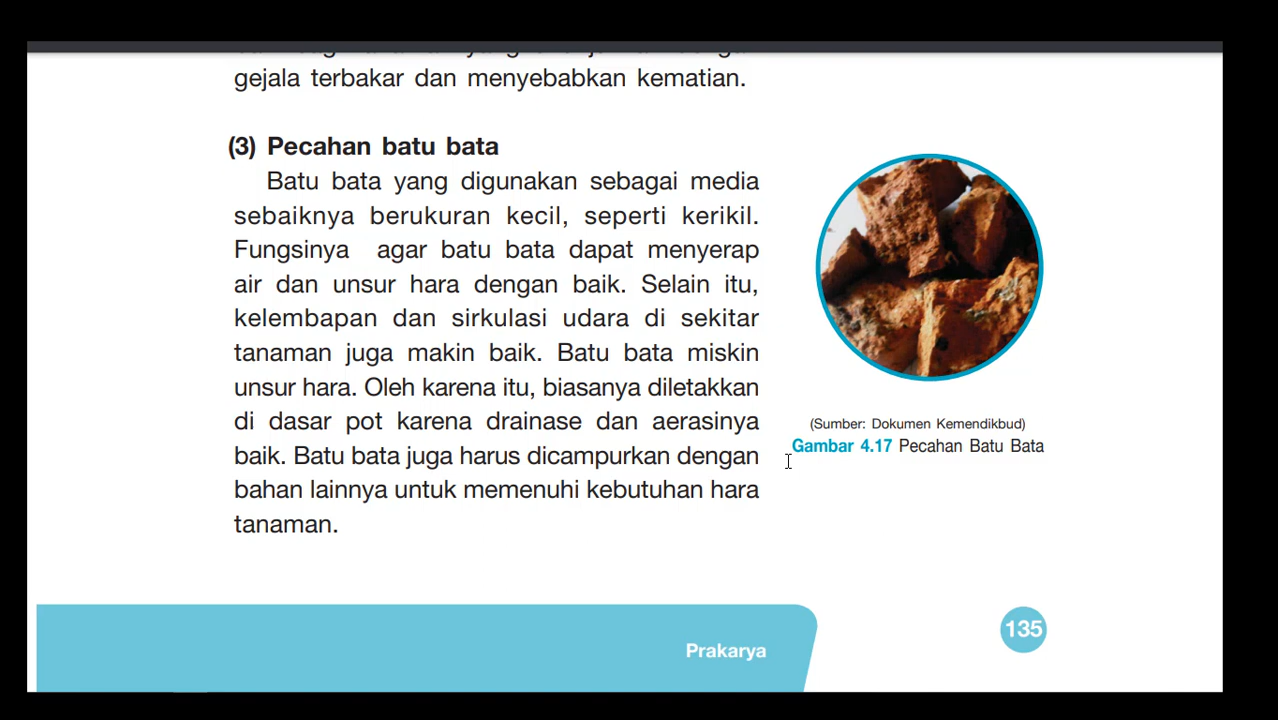 gejala terbakar dan menyebabkan kematian.
(3) Pecahan batu bata
Batu bata yang digunakan sebagai media
sebaiknya berukuran kecil, seperti kerikil.
Fungsinya agar batu bata dapat menyerap
air dan unsur hara dengan baik. Selain itu,
kelembapan dan sirkulasi udara di sekitar
tanaman juga makin baik. Batu bata miskin
unsur hara. Oleh karena itu, biasanya diletakkan
di dasar pot karena drainase dan aerasinya
baik. Batu bata juga harus dicampurkan dengan
bahan lainnya untuk memenuhi kebutuhan hara
tanaman.
(Sumber: Dokumen Kemendikbud)
Gambar 4.17 Pecahan Batu Bata
Prakarya
135